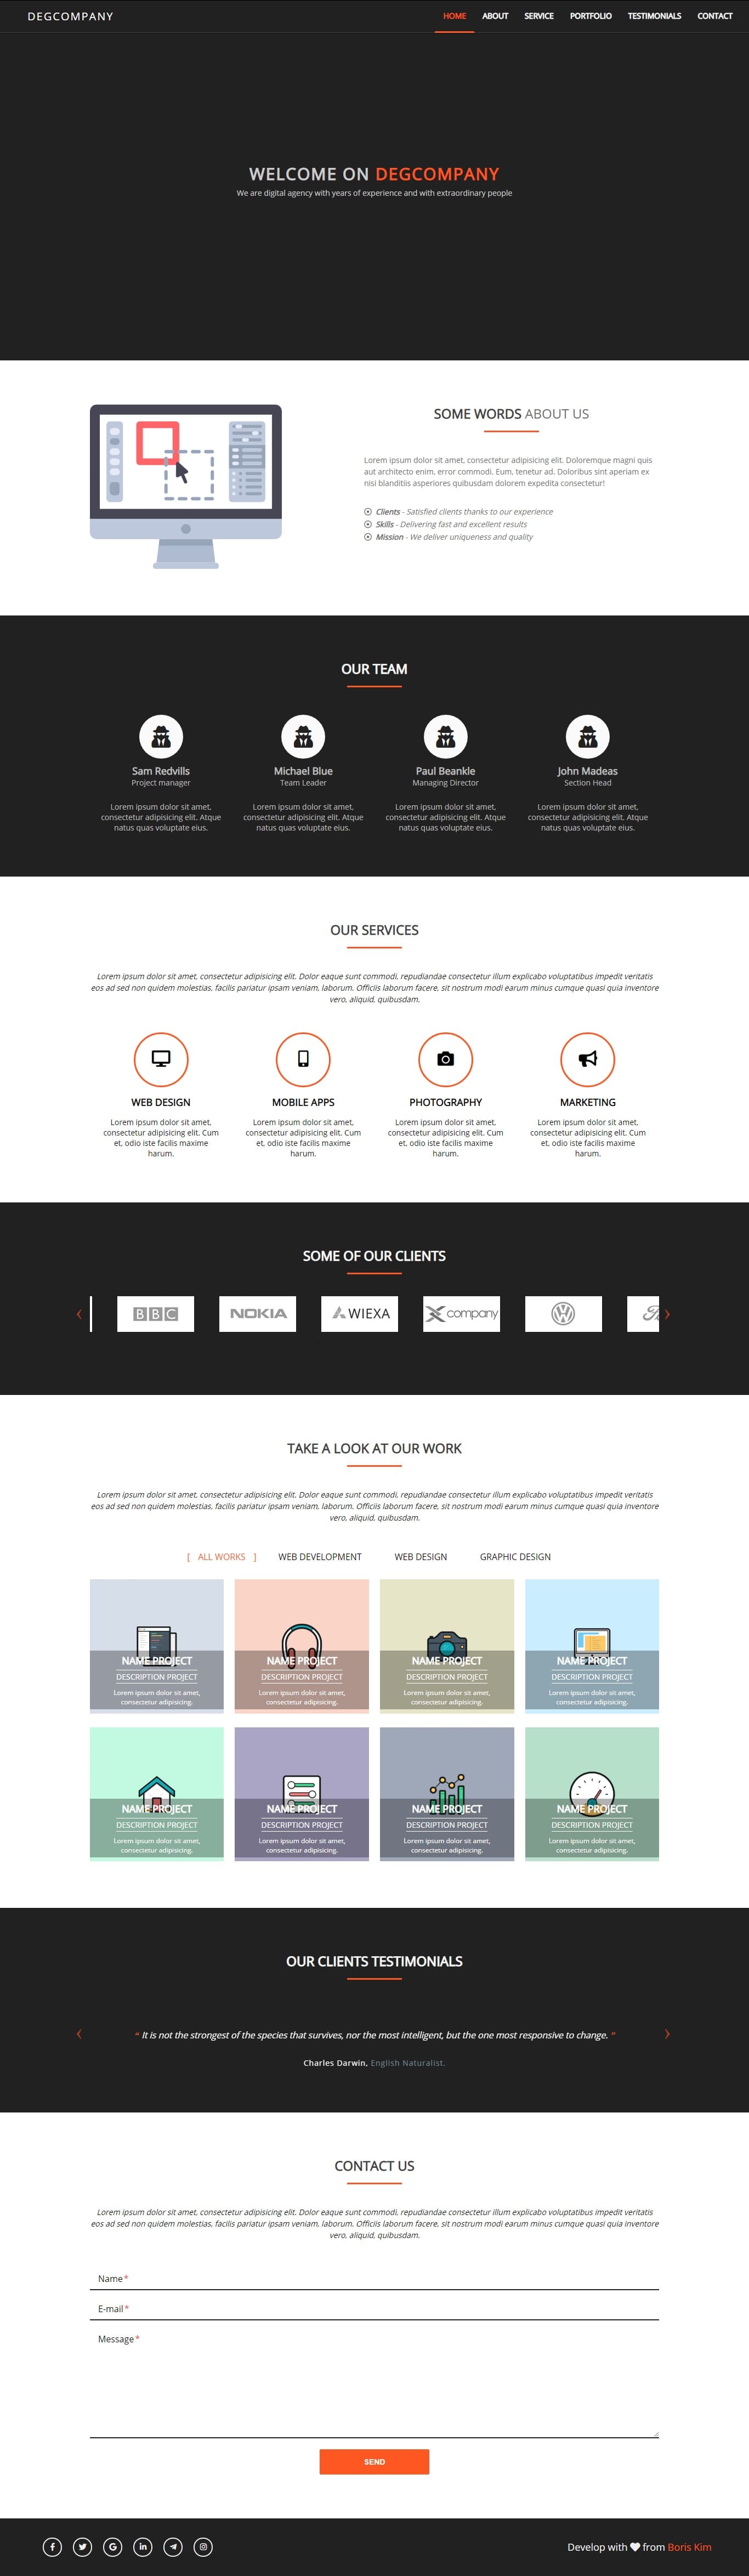 DEGCOMPANY
HOME ABOUT SERVICE PORTFOLIO TESTIMONIALS CONTACT
WELCOME ON DEGCOMPANY
We are digital agency with years of experience and with extraordinary people
SOME WORDS ABOUT US
Lorem ipsum dolor sit amet, consectetur adipisicing elit. Doloremque magni quis
aut architecto enim, error commodi. Eum, tenetur ad. Doloribus sint aperiam ex
nisi blanditiis asperiores quibusdam dolorem expedita consectetur!
Clients - Satisfied clients thanks to our experience
Skills - Delivering fast and excellent results
Mission - We deliver uniqueness and quality
OUR TEAM
Sam Redvills
Project manager
Lorem ipsum dolor sit amet,
consectetur adipisicing elit. Atque
natus quas voluptate eius.
Michael Blue
Team Leader
Lorem ipsum dolor sit amet,
consectetur adipisicing elit. Atque
natus quas voluptate eius.
Paul Beankle
Managing Director
Lorem ipsum dolor sit amet,
consectetur adipisicing elit. Atque
natus quas voluptate eius.
John Madeas
Section Head
Lorem ipsum dolor sit amet,
consectetur adipisicing elit. Atque
natus quas voluptate eius.
OUR SERVICES
Lorem ipsum dolor sit amet, consectetur adipisicing elit. Dolor eaque sunt commodi, repudiandae consectetur illum explicabo voluptatibus impedit veritatis
eos ad sed non quidem molestias, facilis pariatur ipsam veniam, laborum. Officiis laborum facere, sit nostrum modi earum minus cumque quasi quia inventore
vero, aliquid, quibusdam.
WEB DESIGN
Lorem ipsum dolor sit amet,
consectetur adipisicing elit. Cum
et, odio iste facilis maxime
harum.
MOBILE APPS
Lorem ipsum dolor sit amet,
consectetur adipisicing elit. Cum
et, odio iste facilis maxime
harum.
PHOTOGRAPHY
Lorem ipsum dolor sit amet,
consectetur adipisicing elit. Cum
et, odio iste facilis maxime
harum.
MARKETING
Lorem ipsum dolor sit amet,
consectetur adipisicing elit. Cum
et, odio iste facilis maxime
harum.
SOME OF OUR CLIENTS
‹ BBC NOKIA WIEXA company VW ›
TAKE A LOOK AT OUR WORK
Lorem ipsum dolor sit amet, consectetur adipisicing elit. Dolor eaque sunt commodi, repudiandae consectetur illum explicabo voluptatibus impedit veritatis
eos ad sed non quidem molestias, facilis pariatur ipsam veniam, laborum. Officiis laborum facere, sit nostrum modi earum minus cumque quasi quia inventore
vero, aliquid, quibusdam.
[ ALL WORKS ] WEB DEVELOPMENT WEB DESIGN GRAPHIC DESIGN
NAME PROJECT
DESCRIPTION PROJECT
Lorem ipsum dolor sit amet,
consectetur adipisicing.
NAME PROJECT
DESCRIPTION PROJECT
Lorem ipsum dolor sit amet,
consectetur adipisicing.
NAME PROJECT
DESCRIPTION PROJECT
Lorem ipsum dolor sit amet,
consectetur adipisicing.
NAME PROJECT
DESCRIPTION PROJECT
Lorem ipsum dolor sit amet,
consectetur adipisicing.
NAME PROJECT
DESCRIPTION PROJECT
Lorem ipsum dolor sit amet,
consectetur adipisicing.
NAME PROJECT
DESCRIPTION PROJECT
Lorem ipsum dolor sit amet,
consectetur adipisicing.
NAME PROJECT
DESCRIPTION PROJECT
Lorem ipsum dolor sit amet,
consectetur adipisicing.
NAME PROJECT
DESCRIPTION PROJECT
Lorem ipsum dolor sit amet,
consectetur adipisicing.
OUR CLIENTS TESTIMONIALS
‹ “ It is not the strongest of the species that survives, nor the most intelligent, but the one most responsive to change. ” ›
Charles Darwin, English Naturalist.
CONTACT US
Lorem ipsum dolor sit amet, consectetur adipisicing elit. Dolor eaque sunt commodi, repudiandae consectetur illum explicabo voluptatibus impedit veritatis
eos ad sed non quidem molestias, facilis pariatur ipsam veniam, laborum. Officiis laborum facere, sit nostrum modi earum minus cumque quasi quia inventore
vero, aliquid, quibusdam.
Name*
E-mail*
Message*
SEND
Develop with ♥ from Boris Kim